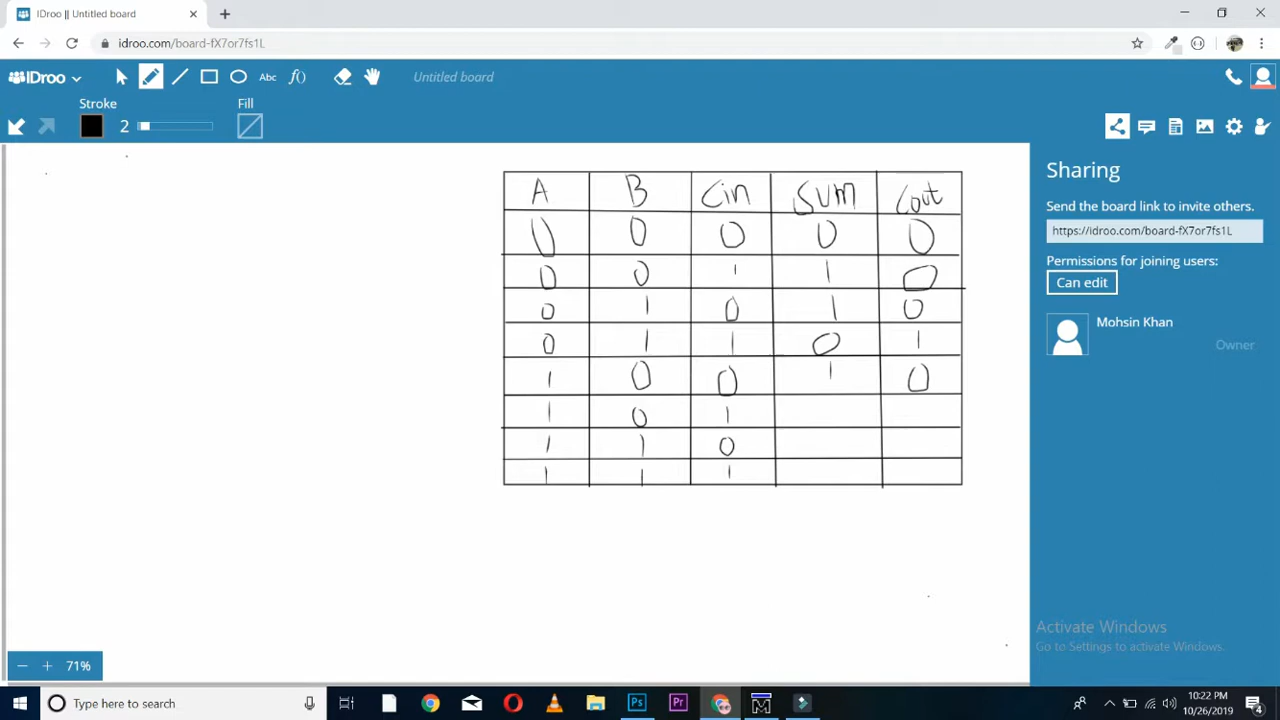 IDroo || Untitled board
idroo.com/board-fX7or7fs1L
IDroo Abc f() Untitled board
Stroke Fill
2
Sharing
Send the board link to invite others.
https://idroo.com/board-fX7or7fs1L
Permissions for joining users:
Can edit
Mohsin Khan
Owner
A B Cin Sum Cout
0 0 0 0 0
0 0 1 1 0
0 1 0 1 0
0 1 1 0 1
1 0 0 1 0
1 0 1
1 1 0
1 1 1
Activate Windows
Go to Settings to activate Windows.
71%
Type here to search
Ps Pr
10:22 PM
10/26/2019
4